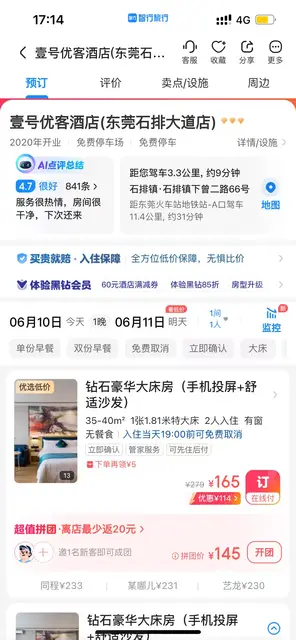 17:14
智行旅行
4G
壹号优客酒店(东莞石...
客服
收藏
分享
更多
预订
评价
卖点/设施
周边
壹号优客酒店(东莞石排大道店)
2020年开业
免费停车场
免费停车
详情/设施
AI点评总结
4.7 很好 841条
服务很热情，房间很
干净，下次还来
距您驾车3.3公里，约9分钟
石排镇·石排镇下曾二路66号
距东莞火车站地铁站-A口驾车
11.4公里，约31分钟
地图
买贵就赔·入住保障
全方位低价保障，无惧比价
体验黑钻会员
60元酒店满减券
体验85折
房型升级
06月10日 今天
1晚
06月11日 明天
看低价
1间
1人
监控
单份早餐
双份早餐
免费取消
立即确认
大床
优选低价
13
钻石豪华大床房（手机投屏+舒
适沙发）
35-40m² 1张1.81米特大床 2人入住 有窗
无餐食
入住当天19:00前可免费取消
立即确认
管家服务
可先住后付
下单再领¥5
¥279
¥165
优惠¥114
订
在线付
超值拼团·离店最少返20元
邀1名新客即可成团
拼团价
¥145
开团
同程¥233
某哪儿¥231
艺龙¥230
钻石豪华大床房（手机投屏
+舒适沙发）